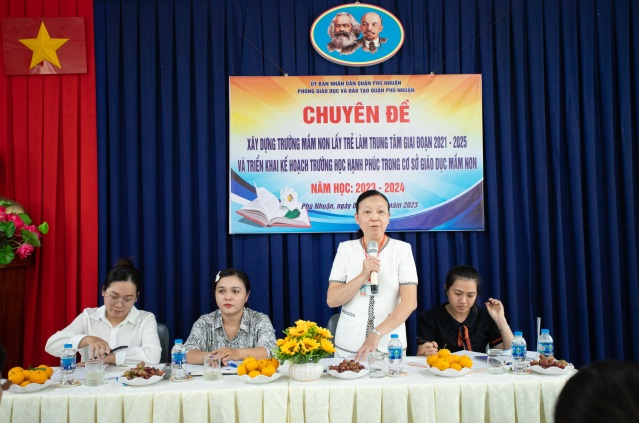 ỦY BAN NHÂN DÂN QUẬN PHÚ NHUẬN
PHÒNG GIÁO DỤC VÀ ĐÀO TẠO QUẬN PHÚ NHUẬN
CHUYÊN ĐỀ
XÂY DỰNG TRƯỜNG MẦM NON LẤY TRẺ LÀM TRUNG TÂM GIAI ĐOẠN 2021 - 2025
VÀ TRIỂN KHAI KẾ HOẠCH TRƯỜNG HỌC HẠNH PHÚC TRONG CƠ SỞ GIÁO DỤC MẦM NON
NĂM HỌC: 2023 - 2024
Phú Nhuận, ngày 2023